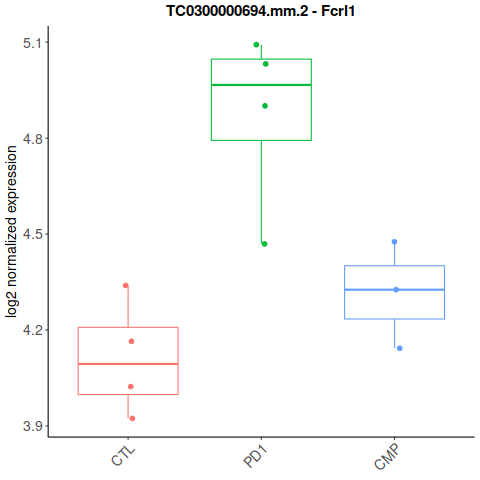 TC0300000694.mm.2 - Fcrl1
log2 normalized expression
5.1
4.8
4.5
4.2
3.9
CTL
PD1
CMP